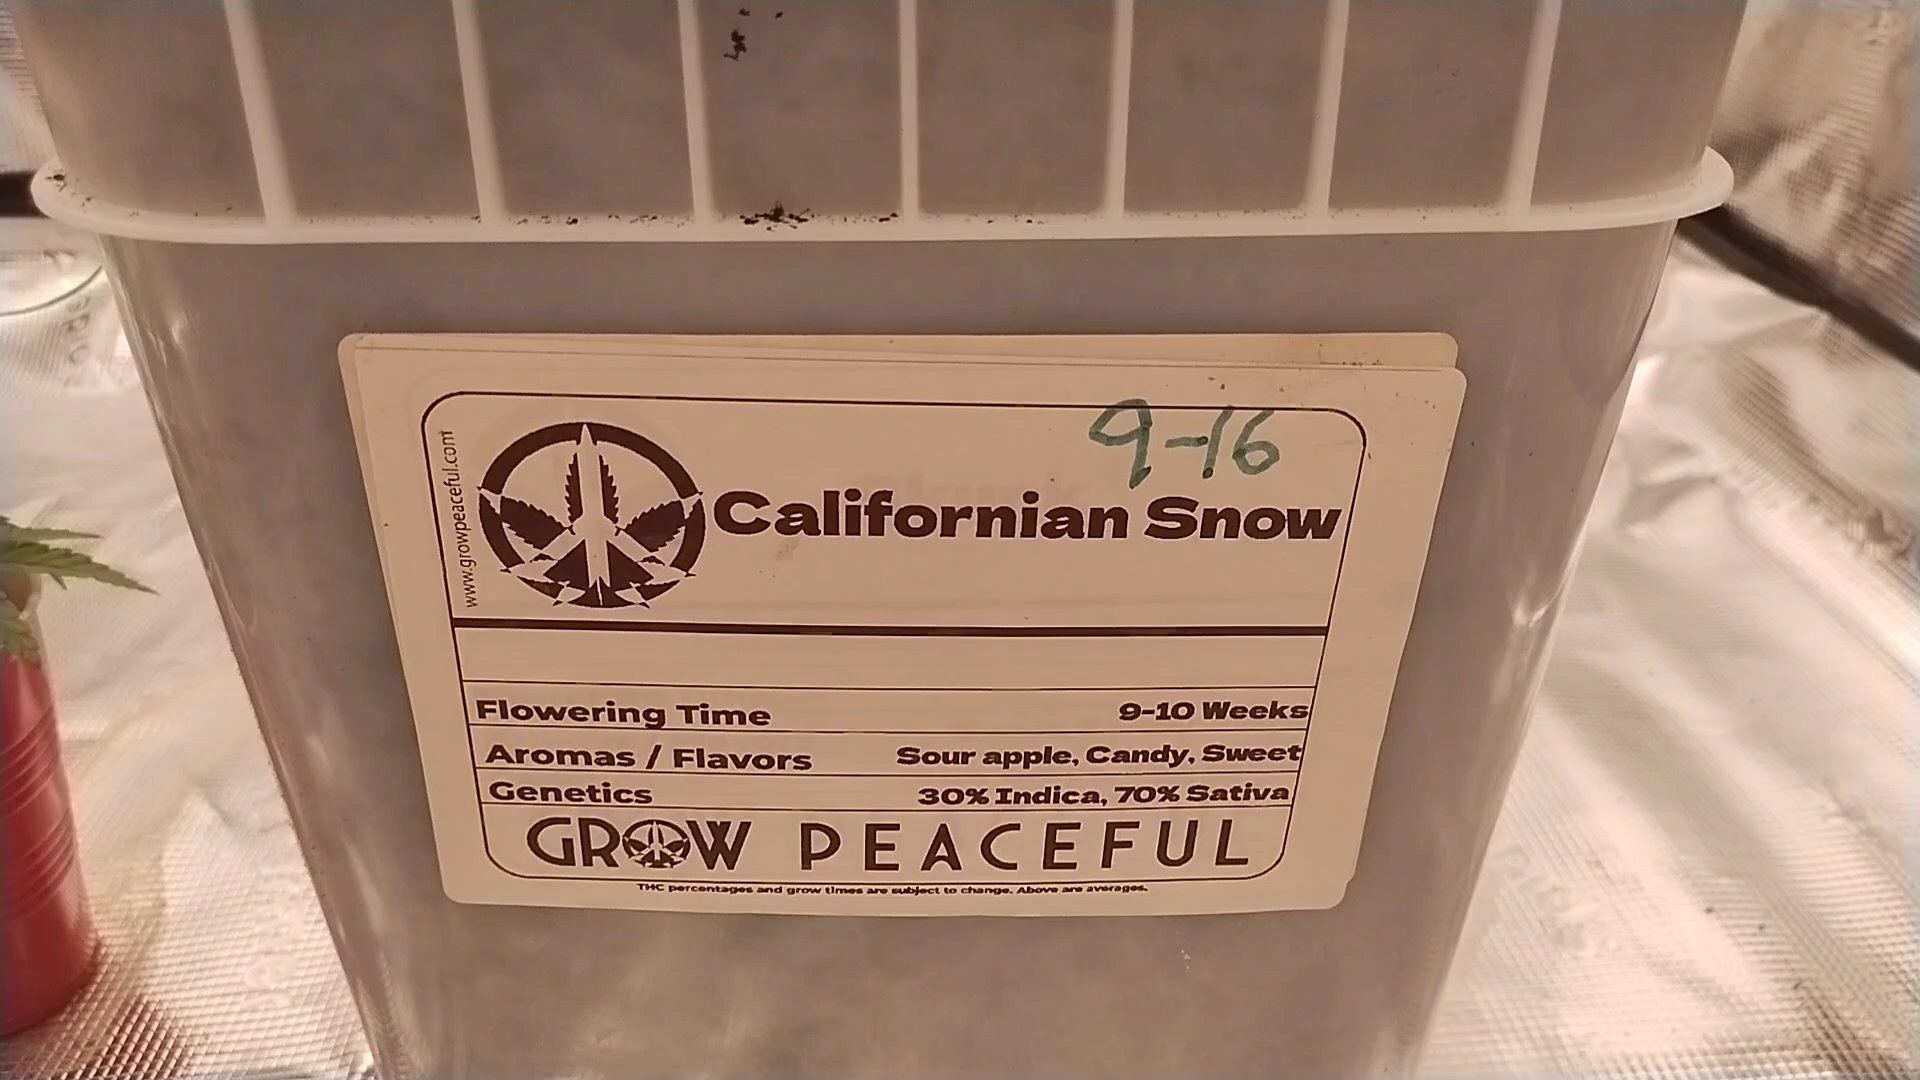 9-16
www.growpeaceful.com
Californian Snow
Flowering Time 9-10 Weeks
Aromas / Flavors Sour apple, Candy, Sweet
Genetics 30% Indica, 70% Sativa
GROW PEACEFUL
THC percentages and grow times are subject to change. Above are averages.